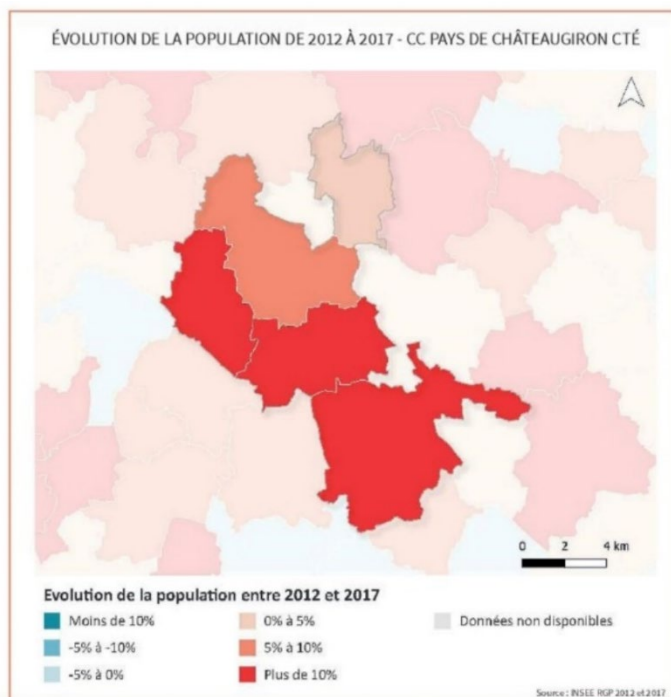 ÉVOLUTION DE LA POPULATION DE 2012 À 2017 - CC PAYS DE CHÂTEAUGIRON CTÉ
0 2 4 km
Evolution de la population entre 2012 et 2017
Moins de 10%
-5% à -10%
-5% à 0%
0% à 5%
5% à 10%
Plus de 10%
Données non disponibles
Source : INSEE RGP 2012 et 2017